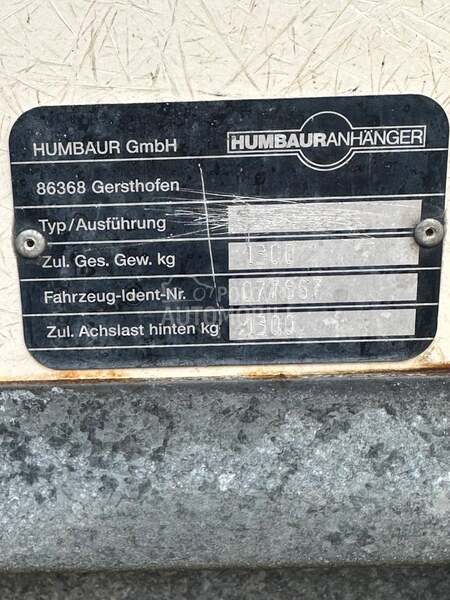 HUMBAUR GmbH
HUMBAURANHÄNGER
86368 Gersthofen
Typ/Ausführung
Zul. Ges. Gew. kg 1300
Fahrzeug-Ident-Nr.
Zul. Achslast hinten kg 1300